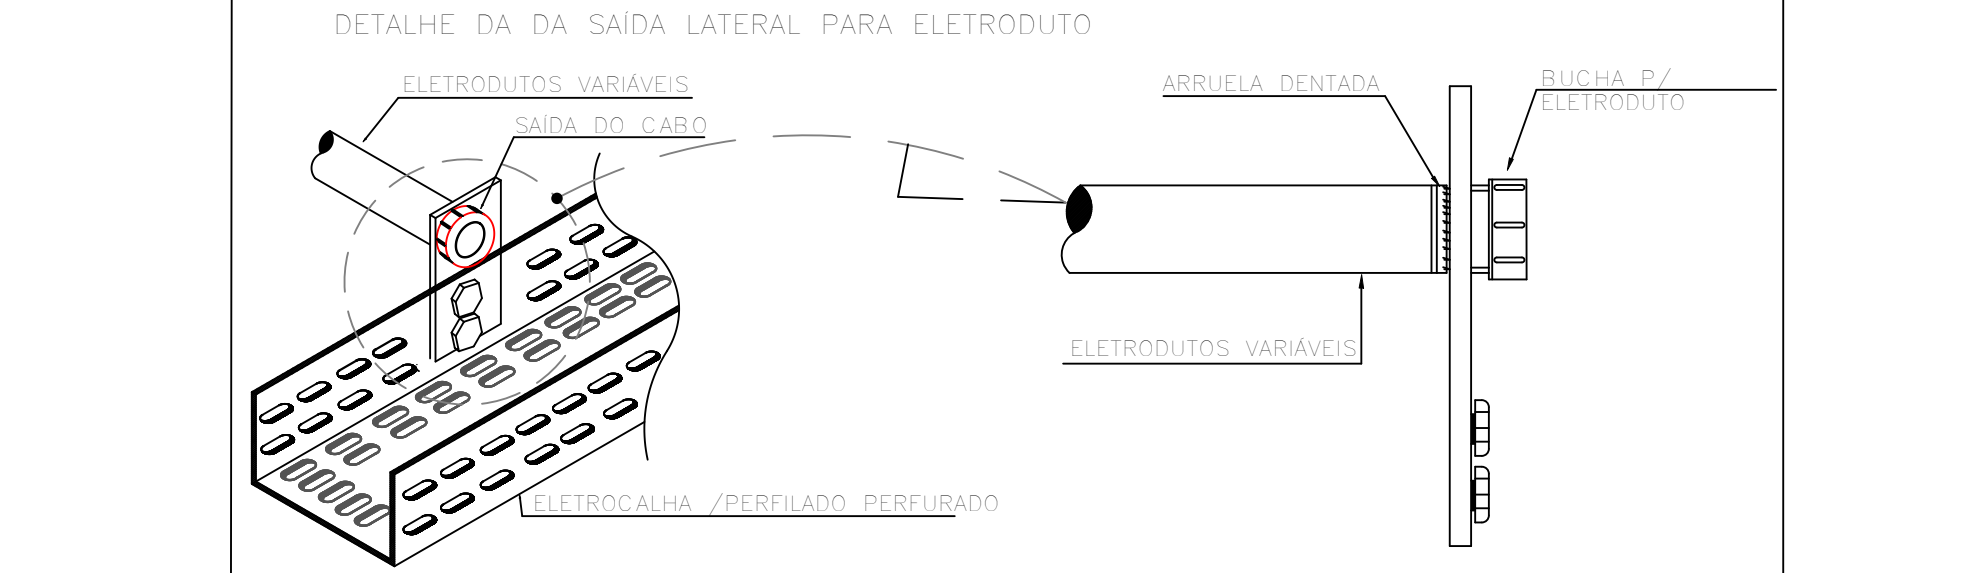 DETALHE DA DA SAÍDA LATERAL PARA ELETRODUTO
ELETRODUTOS VARIÁVEIS
SAÍDA DO CABO
ARRUELA DENTADA
BUCHA P/
ELETRODUTO
ELETRODUTOS VARIÁVEIS
ELETROCALHA /PERFILADO PERFURADO